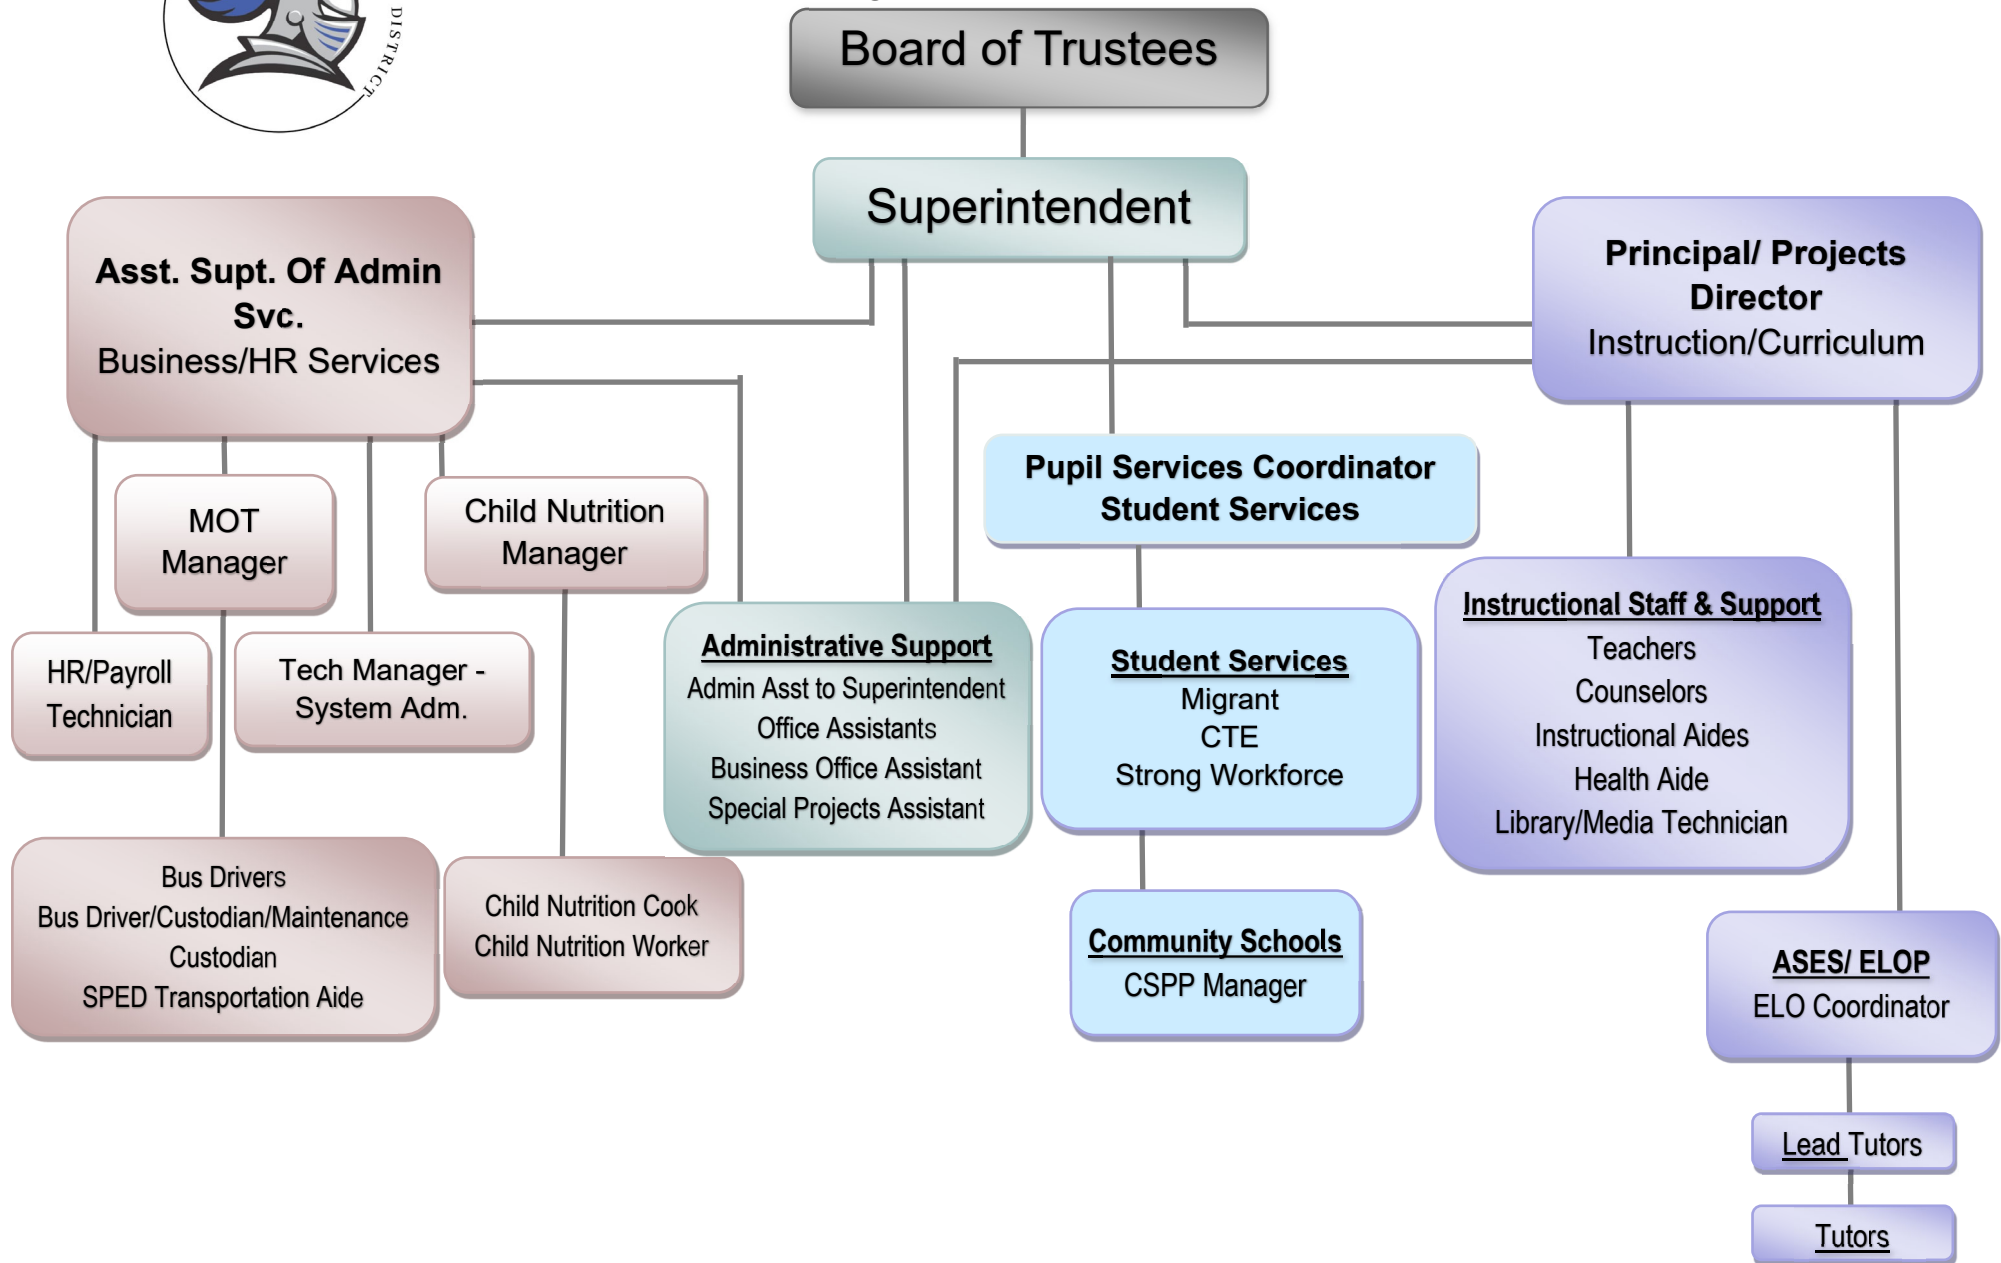 DISTRICT
Board of Trustees
Superintendent
Asst. Supt. Of Admin
Svc.
Business/HR Services
Principal/ Projects
Director
Instruction/Curriculum
Pupil Services Coordinator
Student Services
MOT
Manager
Child Nutrition
Manager
HR/Payroll
Technician
Tech Manager -
System Adm.
Administrative Support
Admin Asst to Superintendent
Office Assistants
Business Office Assistant
Special Projects Assistant
Student Services
Migrant
CTE
Strong Workforce
Instructional Staff & Support
Teachers
Counselors
Instructional Aides
Health Aide
Library/Media Technician
Bus Drivers
Bus Driver/Custodian/Maintenance
Custodian
SPED Transportation Aide
Child Nutrition Cook
Child Nutrition Worker
Community Schools
CSPP Manager
ASES/ ELOP
ELO Coordinator
Lead Tutors
Tutors